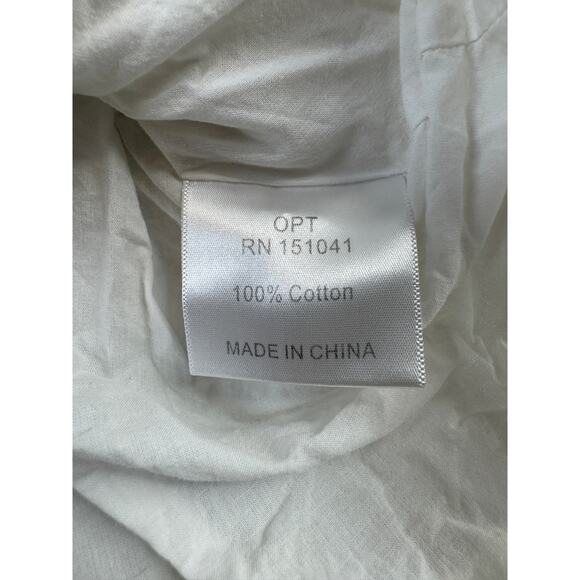 OPT
RN 151041
100% Cotton
MADE IN CHINA